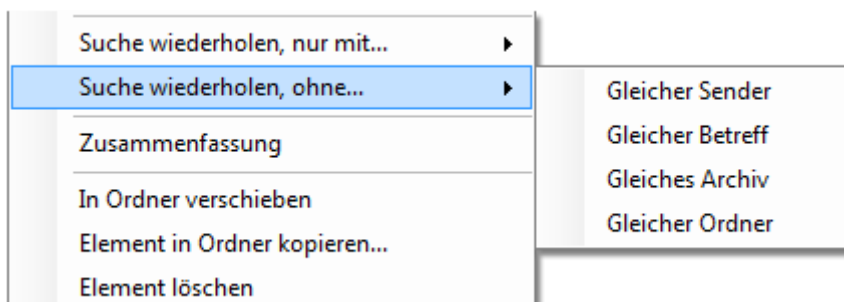 Suche wiederholen, nur mit...
Suche wiederholen, ohne...
Zusammenfassung
In Ordner verschieben
Element in Ordner kopieren...
Element löschen
Gleicher Sender
Gleicher Betreff
Gleiches Archiv
Gleicher Ordner